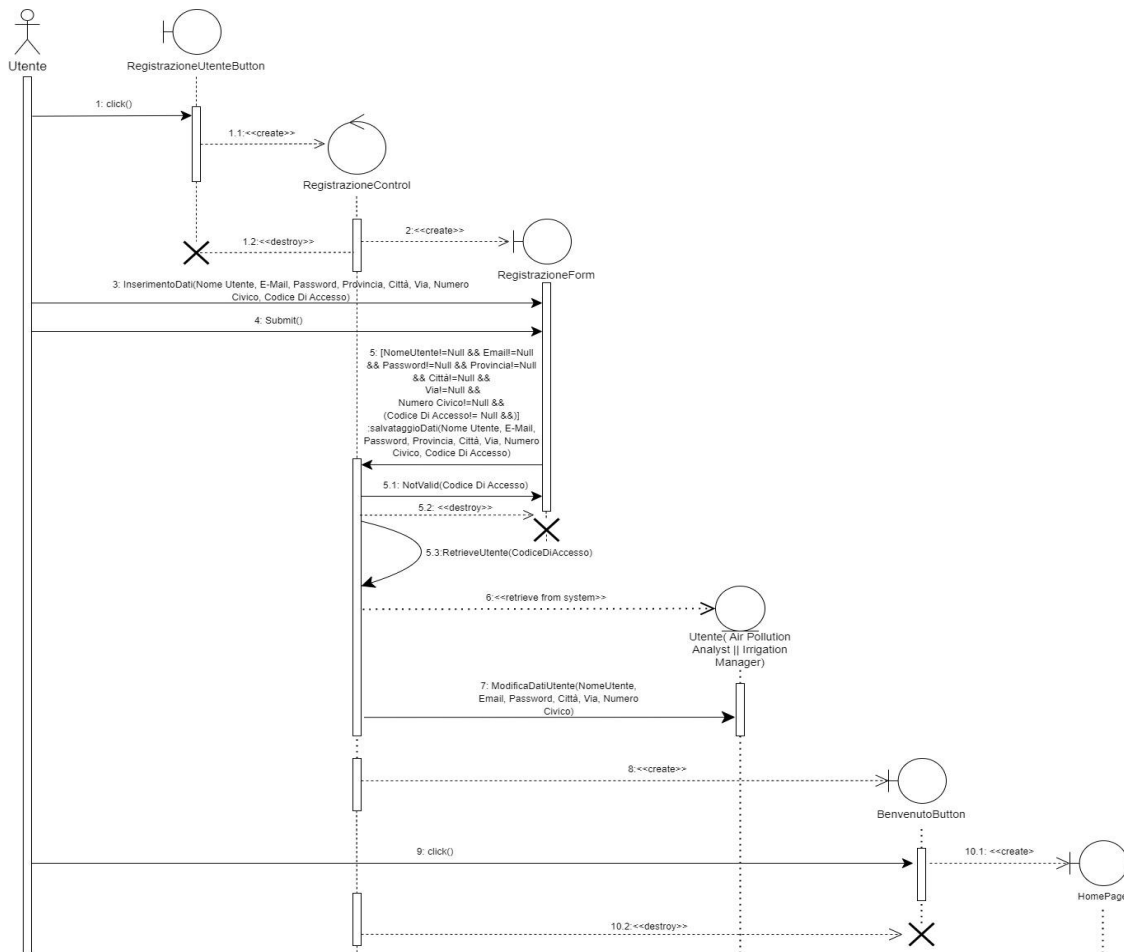 Utente
RegistrazioneUtenteButton
1: click()
1.1:<<create>>
RegistrazioneControl
2:<<create>>
1.2:<<destroy>>
RegistrazioneForm
3: InserimentoDati(Nome Utente, E-Mail, Password, Provincia, Città, Via, Numero
Civico, Codice Di Accesso)
4: Submit()
5: [NomeUtente!=Null && Email!=Null
&& Password!=Null && Provincia!=Null
&& Città!=Null &&
Via!=Null &&
Numero Civico!=Null &&
(Codice Di Accesso!= Null &&)]
:salvataggioDati(Nome Utente, E-Mail,
Password, Provincia, Città, Via, Numero
Civico, Codice Di Accesso)
5.1: NotValid(Codice Di Accesso)
5.2: <<destroy>>
5.3:RetrieveUtente(CodiceDiAccesso)
6:<<retrieve from system>>
Utente( Air Pollution
Analyst || Irrigation
Manager)
7: ModificaDatiUtente(NomeUtente,
Email, Password, Città, Via, Numero
Civico)
8:<<create>>
BenvenutoButton
9: click()
10.1: <<create>
HomePage
10.2:<<destroy>>